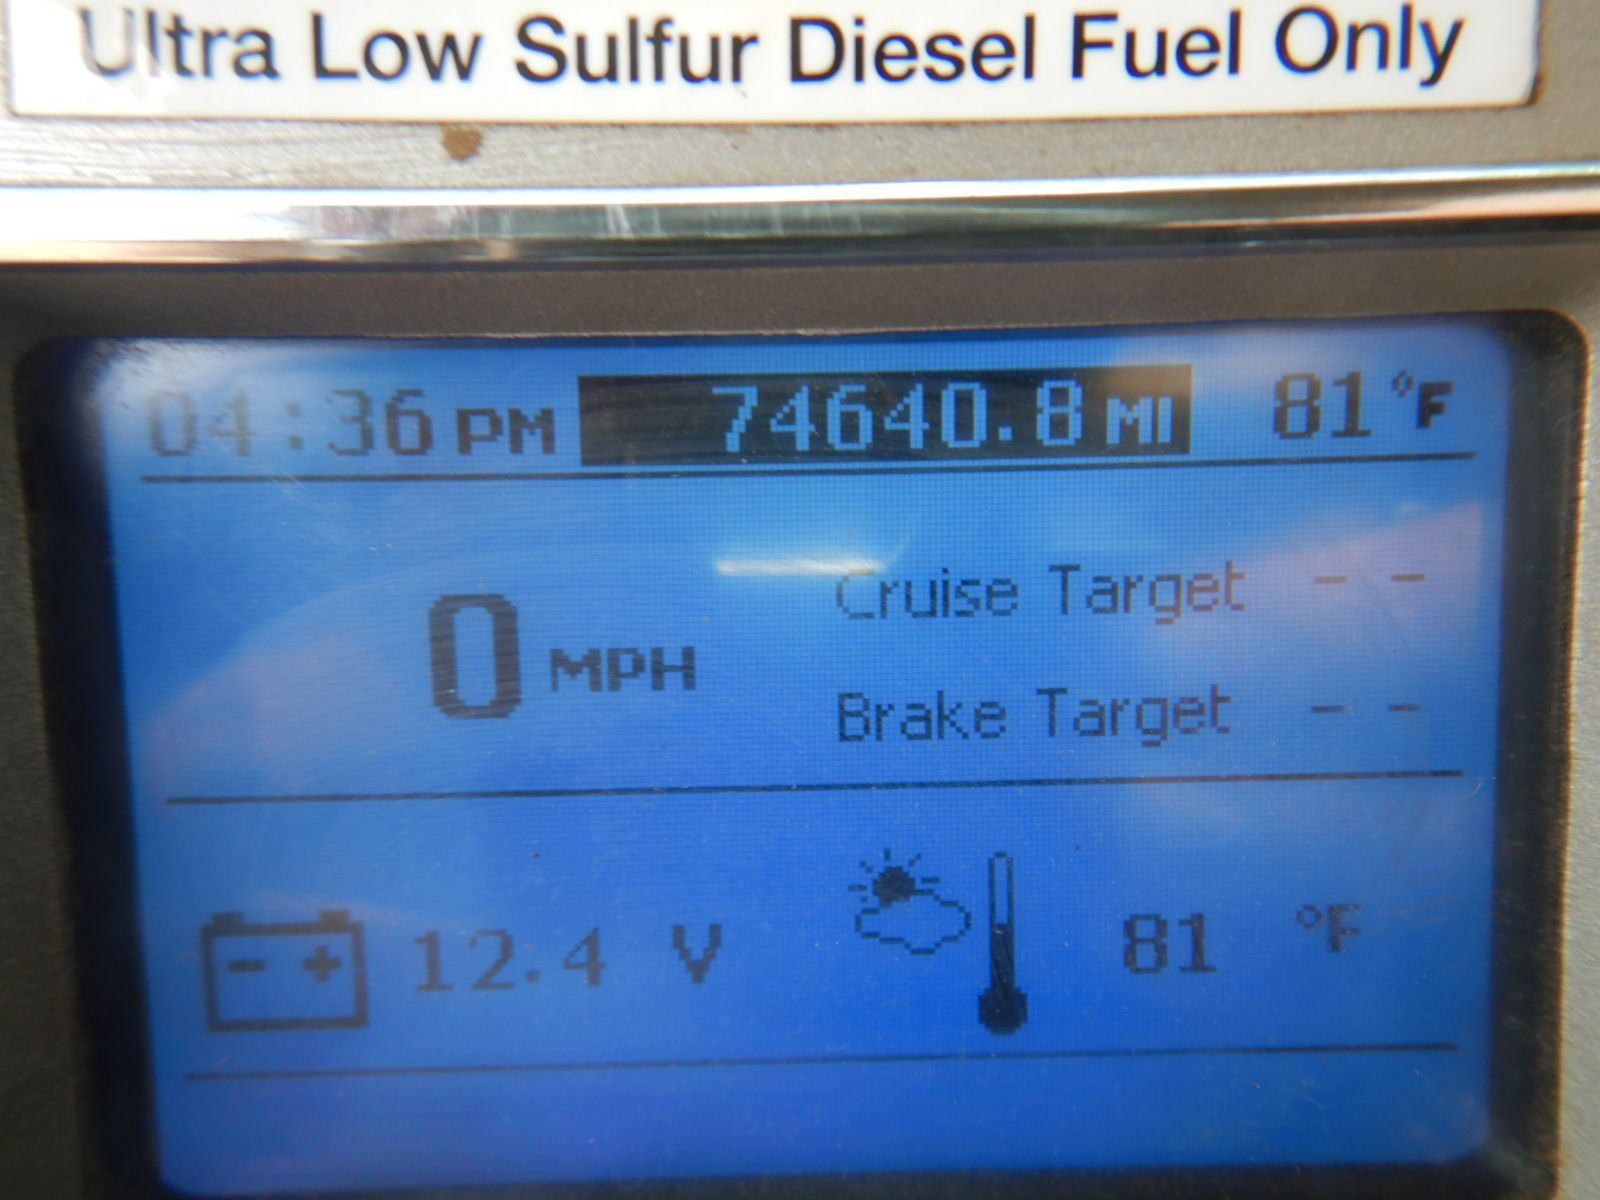 Ultra Low Sulfur Diesel Fuel Only
04:36 PM 74640.8 MI 81 °F
0 MPH
Cruise Target - -
Brake Target - -
- + 12.4 V 81 °F